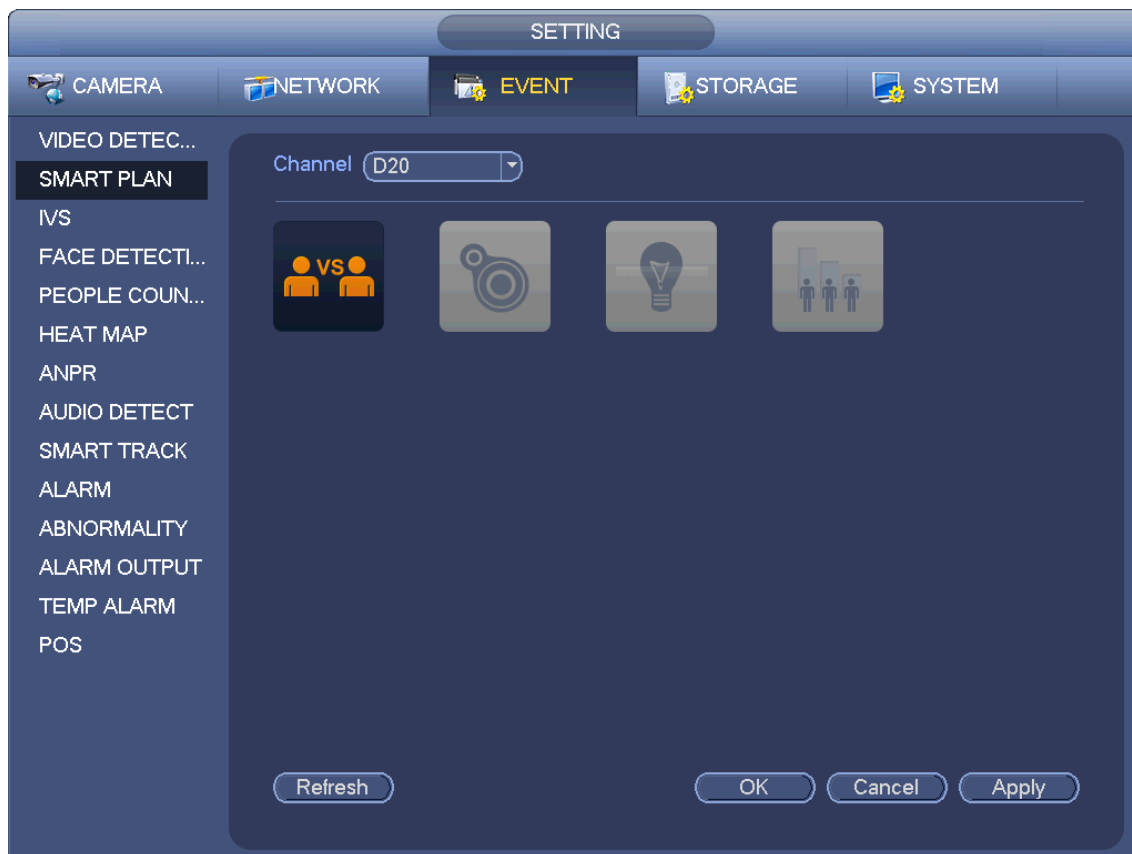 SETTING
CAMERA NETWORK EVENT STORAGE SYSTEM
VIDEO DETEC...
SMART PLAN
IVS
FACE DETECTI...
PEOPLE COUN...
HEAT MAP
ANPR
AUDIO DETECT
SMART TRACK
ALARM
ABNORMALITY
ALARM OUTPUT
TEMP ALARM
POS
Channel D20
VS
Refresh OK Cancel Apply